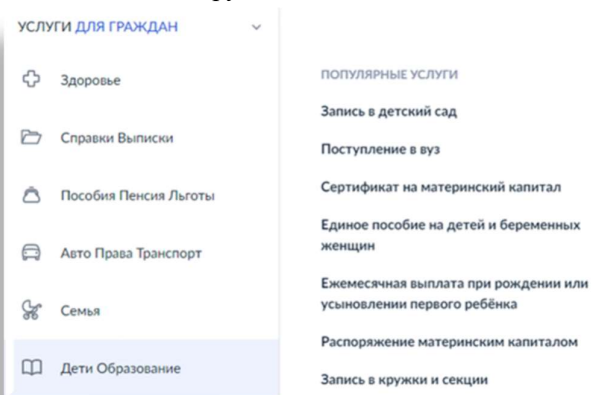 УСЛУГИ ДЛЯ ГРАЖДАН
Здоровье
Справки Выписки
Пособия Пенсия Льготы
Авто Права Транспорт
Семья
Дети Образование
ПОПУЛЯРНЫЕ УСЛУГИ
Запись в детский сад
Поступление в вуз
Сертификат на материнский капитал
Единое пособие на детей и беременных
женщин
Ежемесячная выплата при рождении или
усыновлении первого ребёнка
Распоряжение материнским капиталом
Запись в кружки и секции